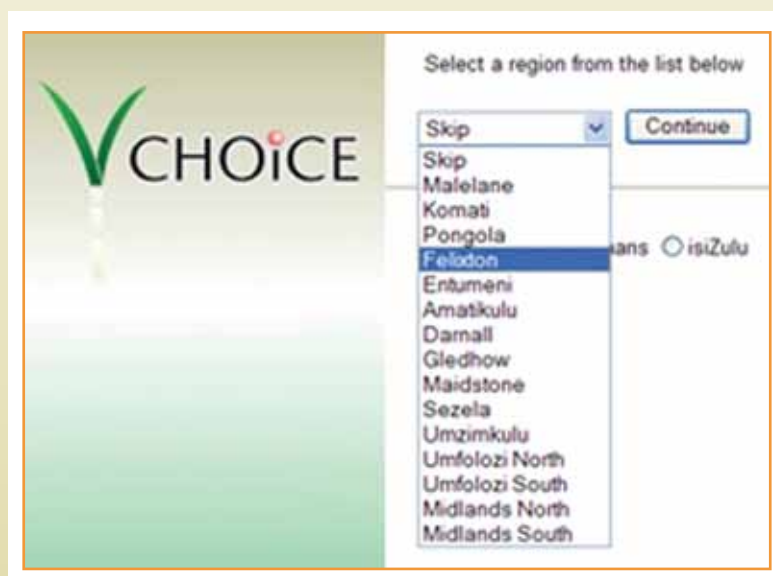 VCHOiCE
Select a region from the list below
Skip Continue
Skip
Malelane
Komati
Pongola
ans isiZulu
Felixton
Entumeni
Amatikulu
Darnall
Gledhow
Maidstone
Sezela
Umzimkulu
Umfolozi North
Umfolozi South
Midlands North
Midlands South